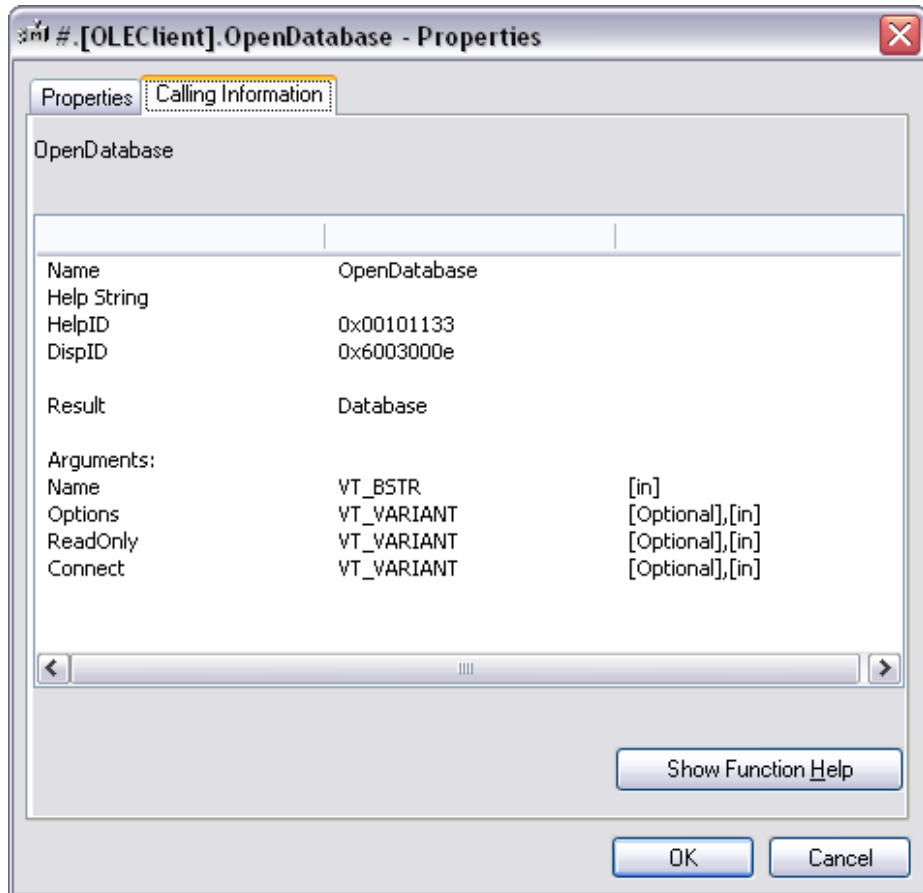 #.[OLEClient].OpenDatabase - Properties
Properties Calling Information
OpenDatabase
Name OpenDatabase
Help String
HelpID 0x00101133
DispID 0x6003000e
Result Database
Arguments:
Name VT_BSTR [in]
Options VT_VARIANT [Optional],[in]
ReadOnly VT_VARIANT [Optional],[in]
Connect VT_VARIANT [Optional],[in]
Show Function Help
OK Cancel